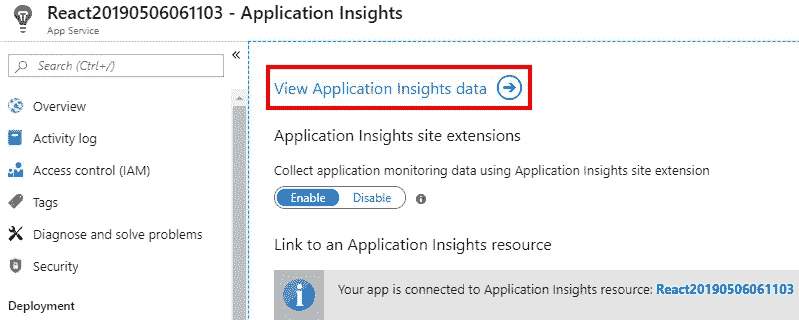 React20190506061103 - Application Insights
App Service
Search (Ctrl+/)
«
Overview
Activity log
Access control (IAM)
Tags
Diagnose and solve problems
Security
Deployment
View Application Insights data
Application Insights site extensions
Collect application monitoring data using Application Insights site extension
Enable Disable
Link to an Application Insights resource
Your app is connected to Application Insights resource: React20190506061103